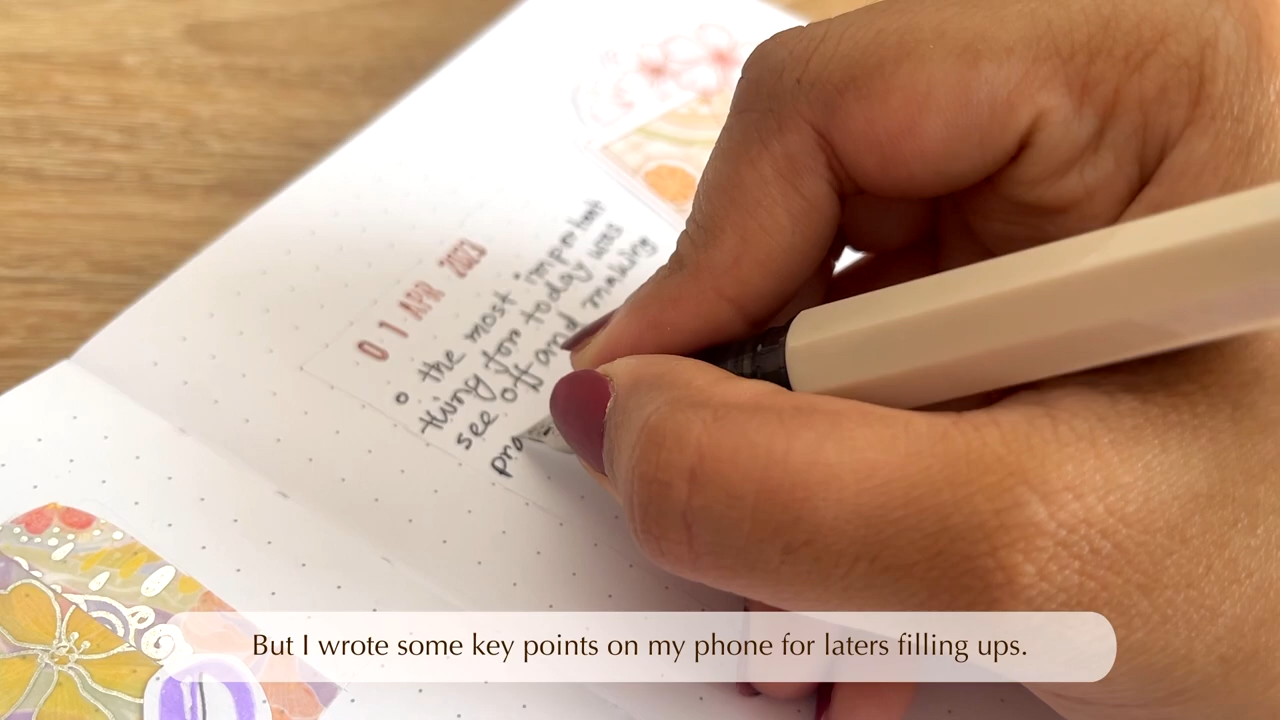 01 APR 2023
the most important
thing for today was
see off and making
pra
But I wrote some key points on my phone for laters filling ups.